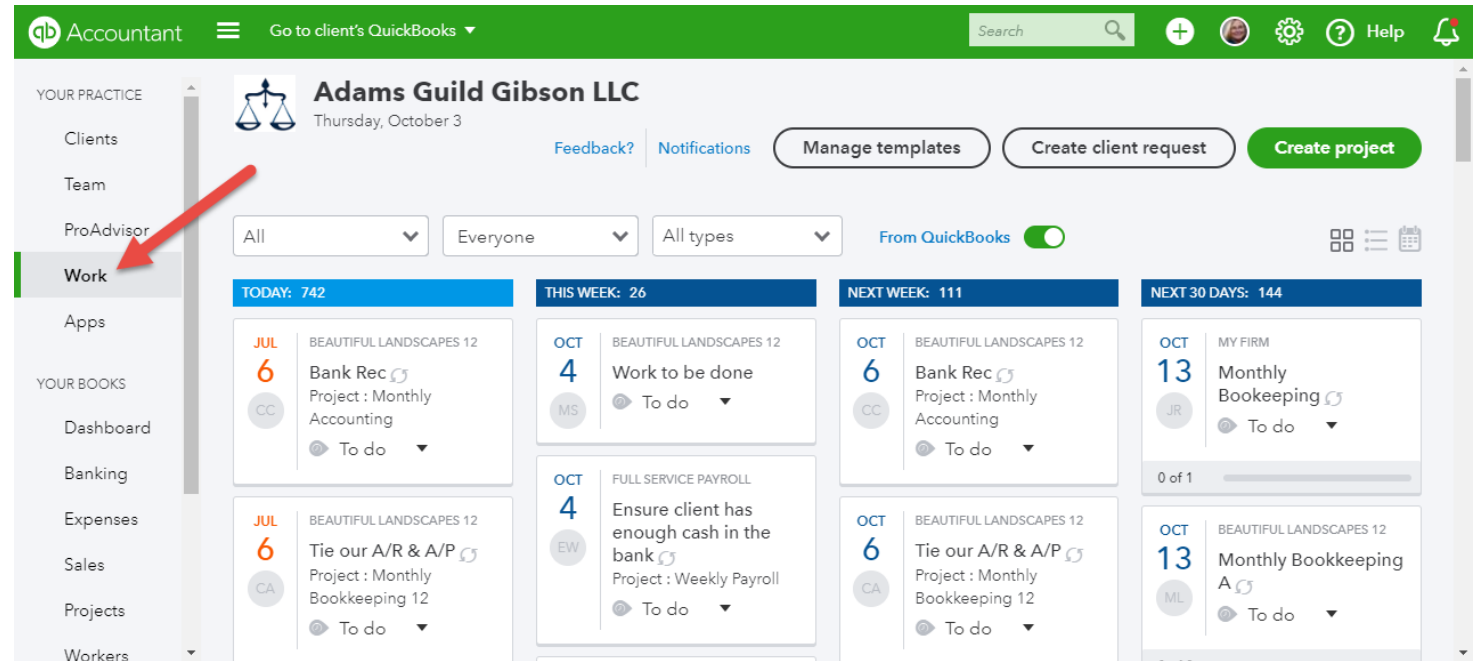 qb Accountant
Go to client's QuickBooks
Search
Help
YOUR PRACTICE
Clients
Team
ProAdvisor
Work
Apps
YOUR BOOKS
Dashboard
Banking
Expenses
Sales
Projects
Workers
Adams Guild Gibson LLC
Thursday, October 3
Feedback?
Notifications
Manage templates
Create client request
Create project
All
Everyone
All types
From QuickBooks
TODAY: 742
JUL
6
CC
BEAUTIFUL LANDSCAPES 12
Bank Rec
Project : Monthly
Accounting
To do
JUL
6
CA
BEAUTIFUL LANDSCAPES 12
Tie our A/R & A/P
Project : Monthly
Bookkeeping 12
To do
THIS WEEK: 26
OCT
4
MS
BEAUTIFUL LANDSCAPES 12
Work to be done
To do
OCT
4
EW
FULL SERVICE PAYROLL
Ensure client has
enough cash in the
bank
Project : Weekly Payroll
To do
NEXT WEEK: 111
OCT
6
CC
BEAUTIFUL LANDSCAPES 12
Bank Rec
Project : Monthly
Accounting
To do
OCT
6
CA
BEAUTIFUL LANDSCAPES 12
Tie our A/R & A/P
Project : Monthly
Bookkeeping 12
To do
NEXT 30 DAYS: 144
OCT
13
JR
MY FIRM
Monthly
Bookeeping
To do
0 of 1
OCT
13
ML
BEAUTIFUL LANDSCAPES 12
Monthly Bookkeeping
A
To do